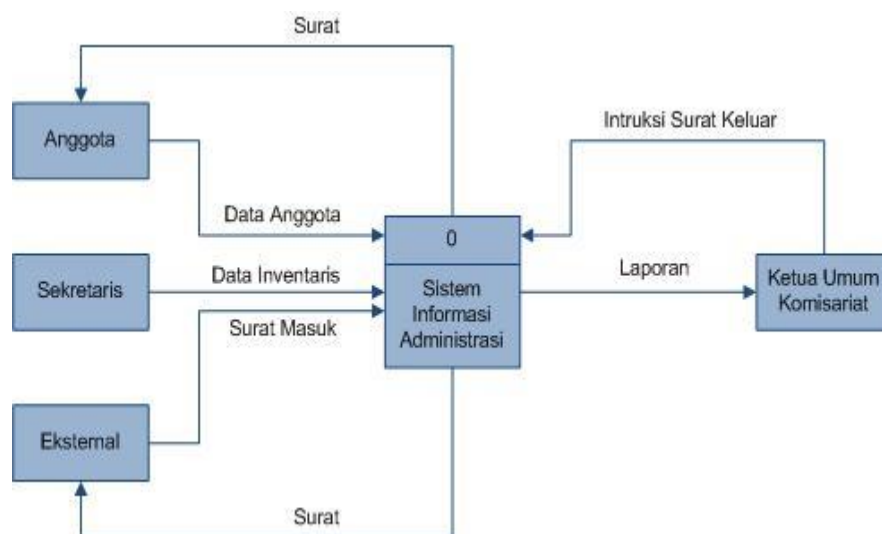 Surat
Anggota
Intruksi Surat Keluar
Data Anggota
0
Sekretaris
Data Inventaris
Sistem
Informasi
Administrasi
Laporan
Ketua Umum
Komisariat
Surat Masuk
Eksternal
Surat